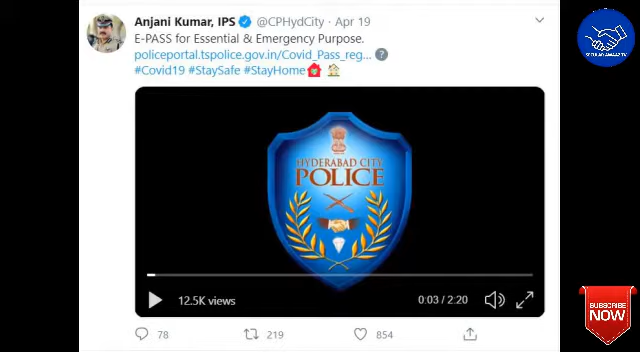 Anjani Kumar, IPS @CPHydCity · Apr 19
E-PASS for Essential & Emergency Purpose.
policeportal.tspolice.gov.in/Covid_Pass_reg...
#Covid19 #StaySafe #StayHome
HYDERABAD CITY
POLICE
12.5K views
0:03 / 2:20
78
219
854
SUBSCRIBE
NOW